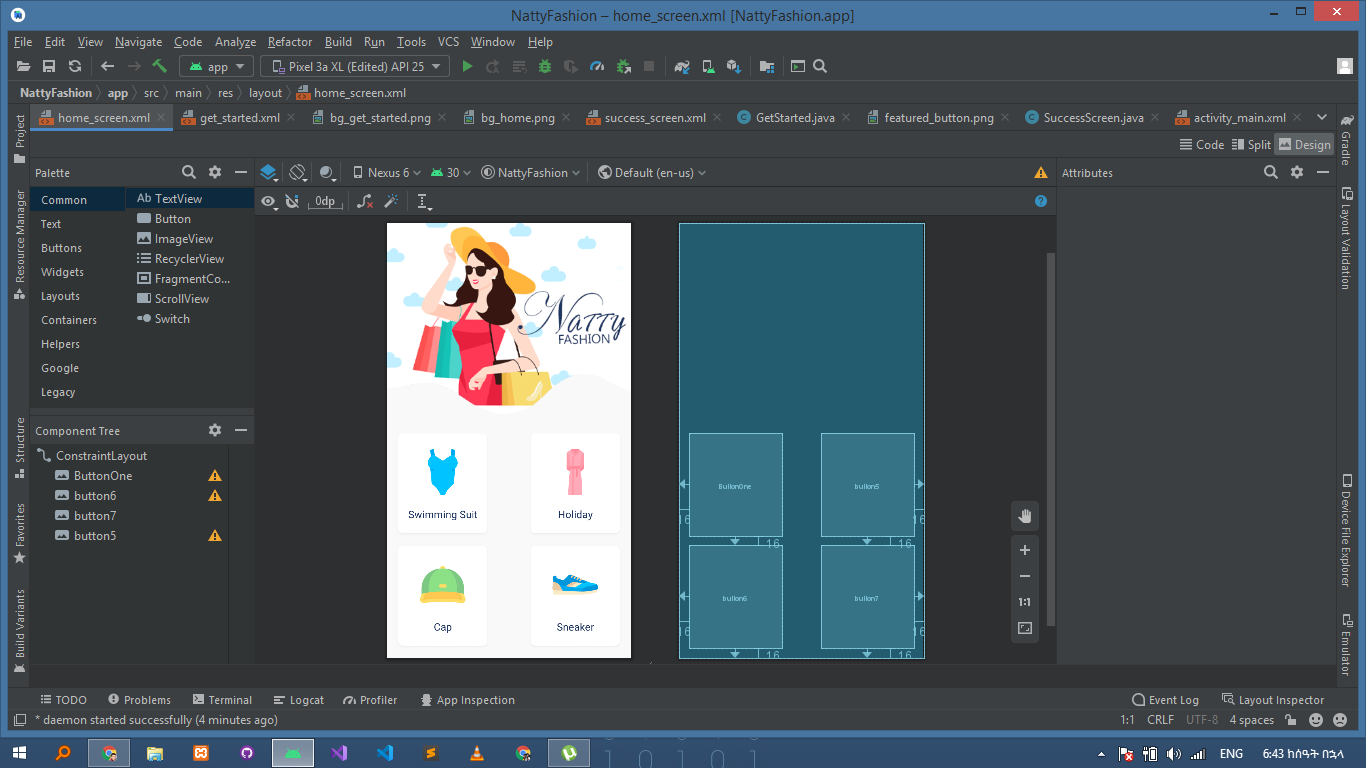 NattyFashion – home_screen.xml [NattyFashion.app]
File Edit View Navigate Code Analyze Refactor Build Run Tools VCS Window Help
app Pixel 3a XL (Edited) API 25
NattyFashion app src main res layout home_screen.xml
home_screen.xml get_started.xml bg_get_started.png bg_home.png success_screen.xml GetStarted.java featured_button.png SuccessScreen.java activity_main.xml
Code Split Design
Palette
Nexus 6 30 NattyFashion Default (en-us)
Attributes
0dp
Common
Text
Buttons
Widgets
Layouts
Containers
Helpers
Google
Legacy
Ab TextView
Button
ImageView
RecyclerView
FragmentCo...
ScrollView
Switch
Component Tree
ConstraintLayout
ButtonOne
button6
button7
button5
Natty
FASHION
Swimming Suit
Holiday
Cap
Sneaker
ButtonOne
button5
16 16 16 16
button6
button7
16 16 16 16
1:1
Project
Resource Manager
Structure
Favorites
Build Variants
Gradle
Layout Validation
Device File Explorer
Emulator
TODO Problems Terminal Logcat Profiler App Inspection Event Log Layout Inspector
* daemon started successfully (4 minutes ago) 1:1 CRLF UTF-8 4 spaces
ENG 6:43 ከሰዓት በኋላ
1 0 1 0 1